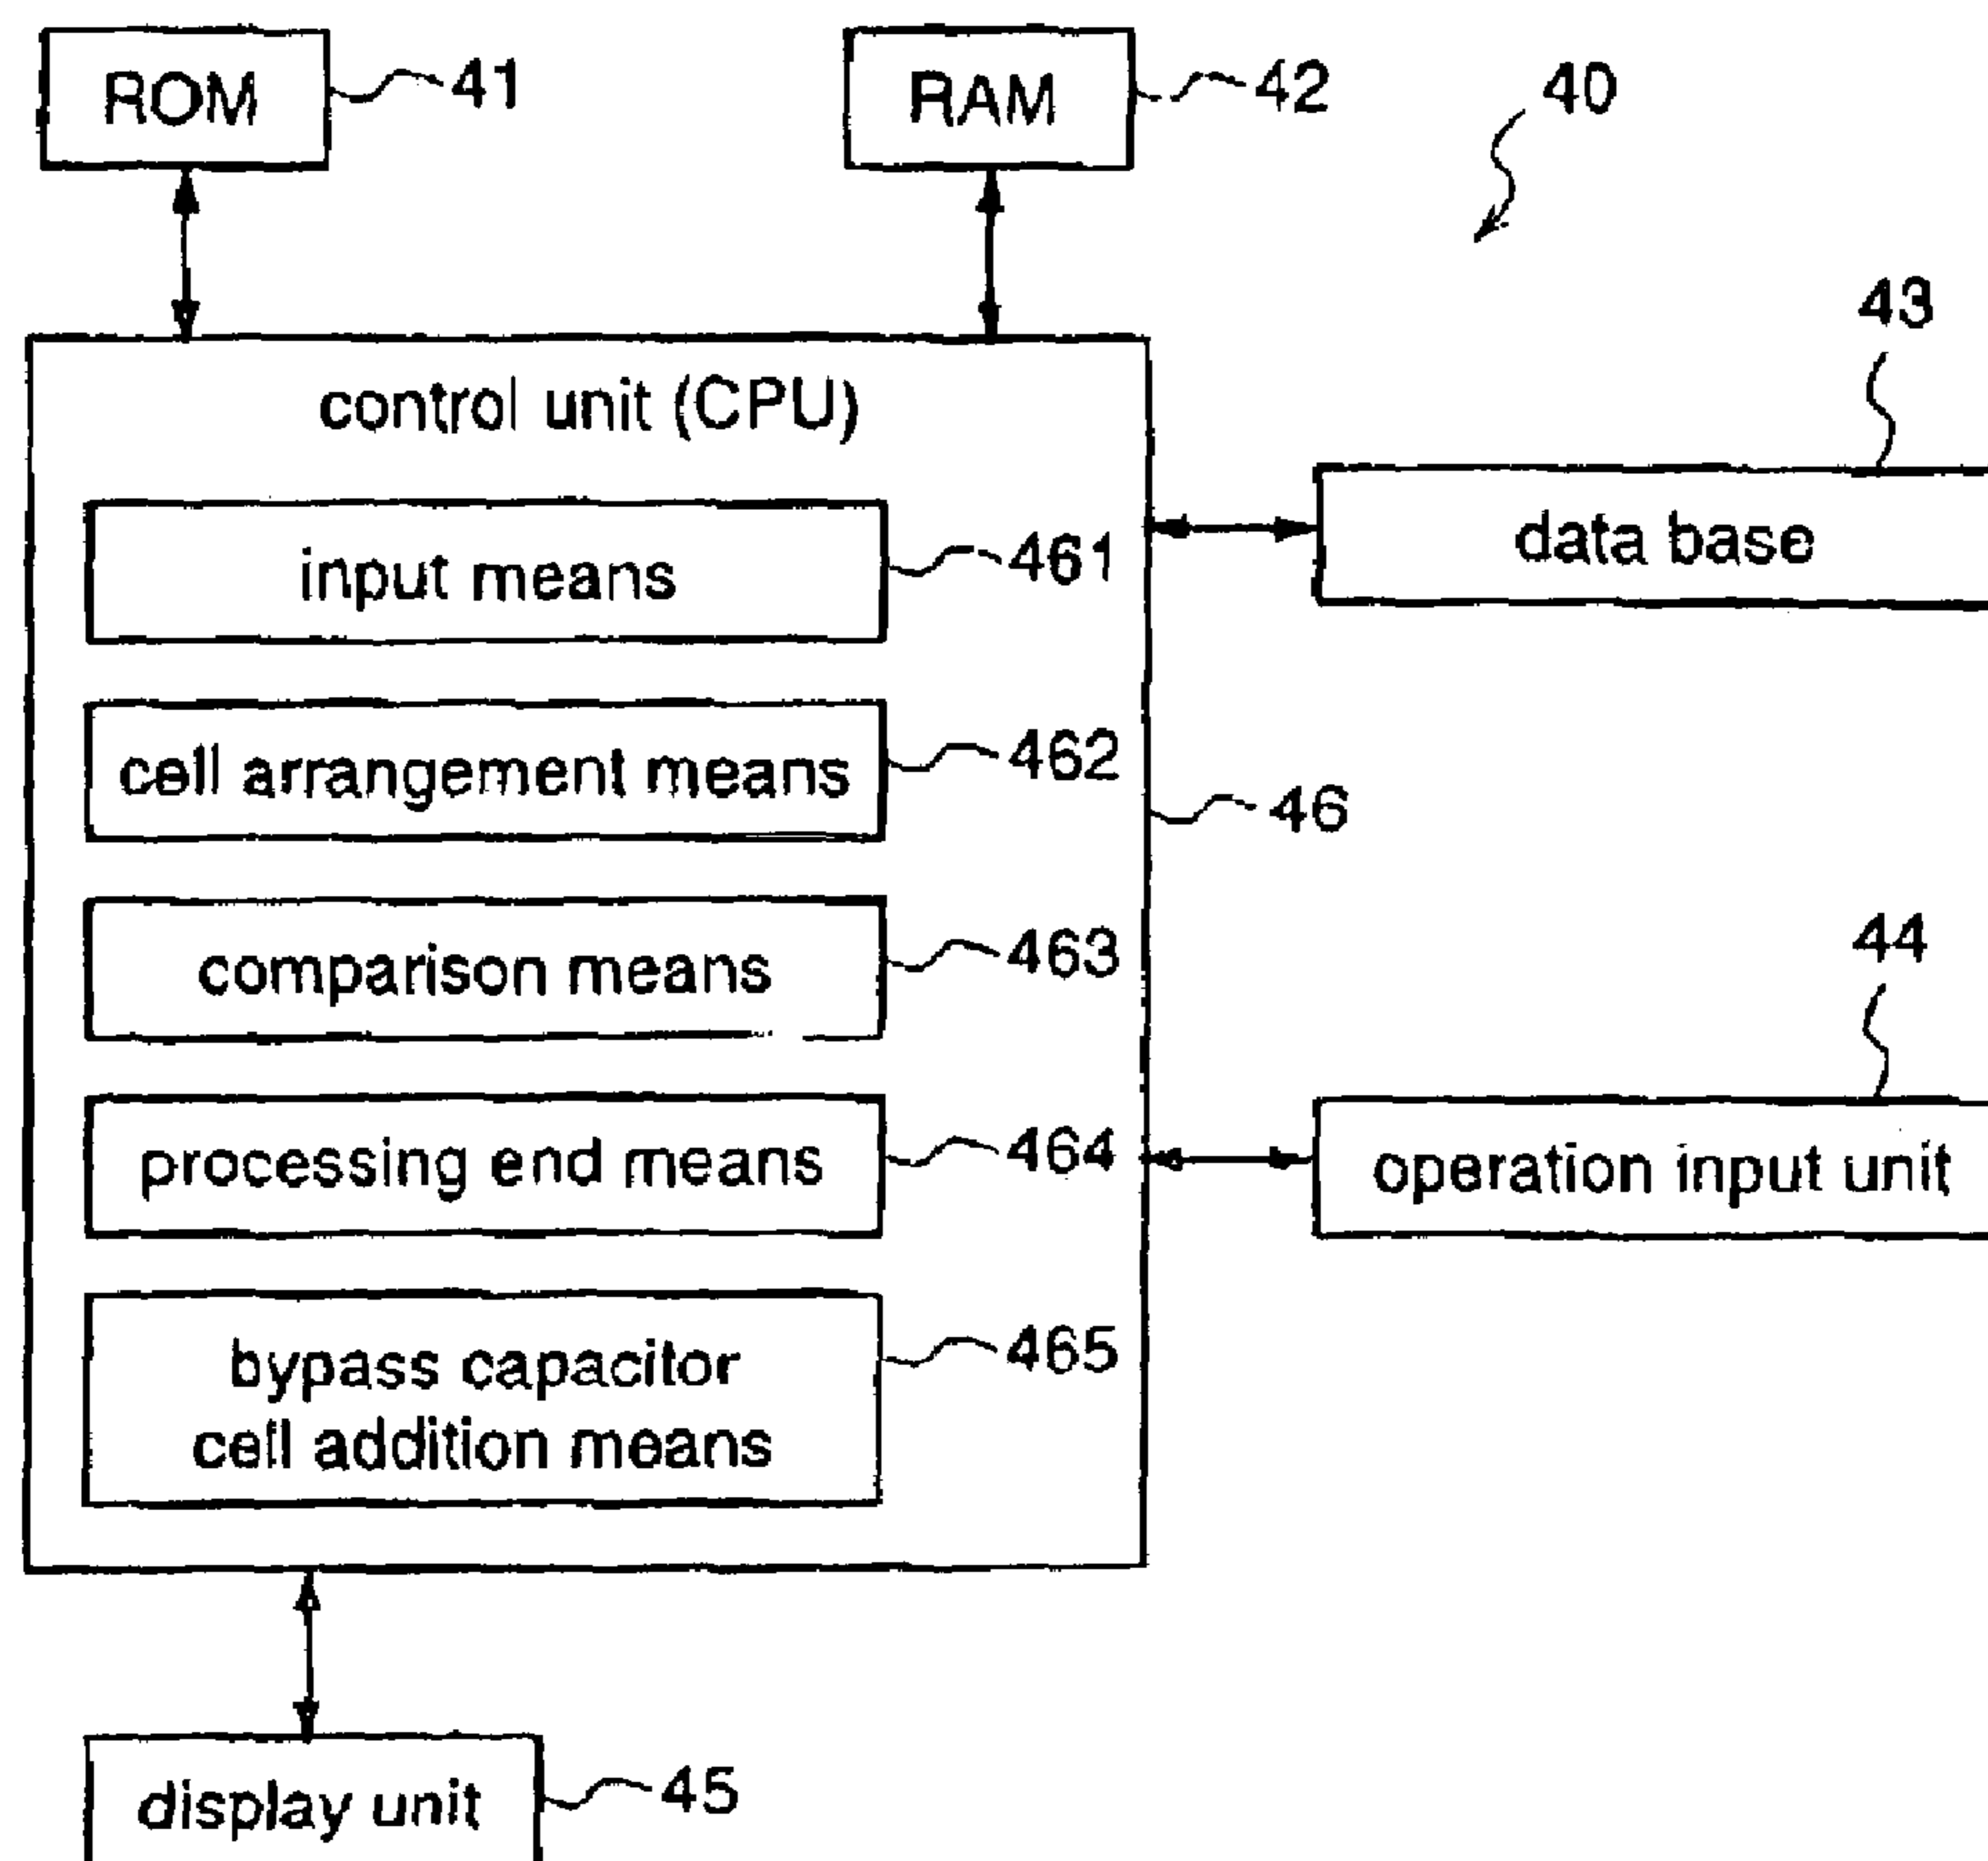 ROM
41
RAM
42
40
43
control unit (CPU)
data base
input means
461
cell arrangement means
462
46
comparison means
463
44
processing end means
464
operation input unit
bypass capacitor
cell addition means
465
display unit
45